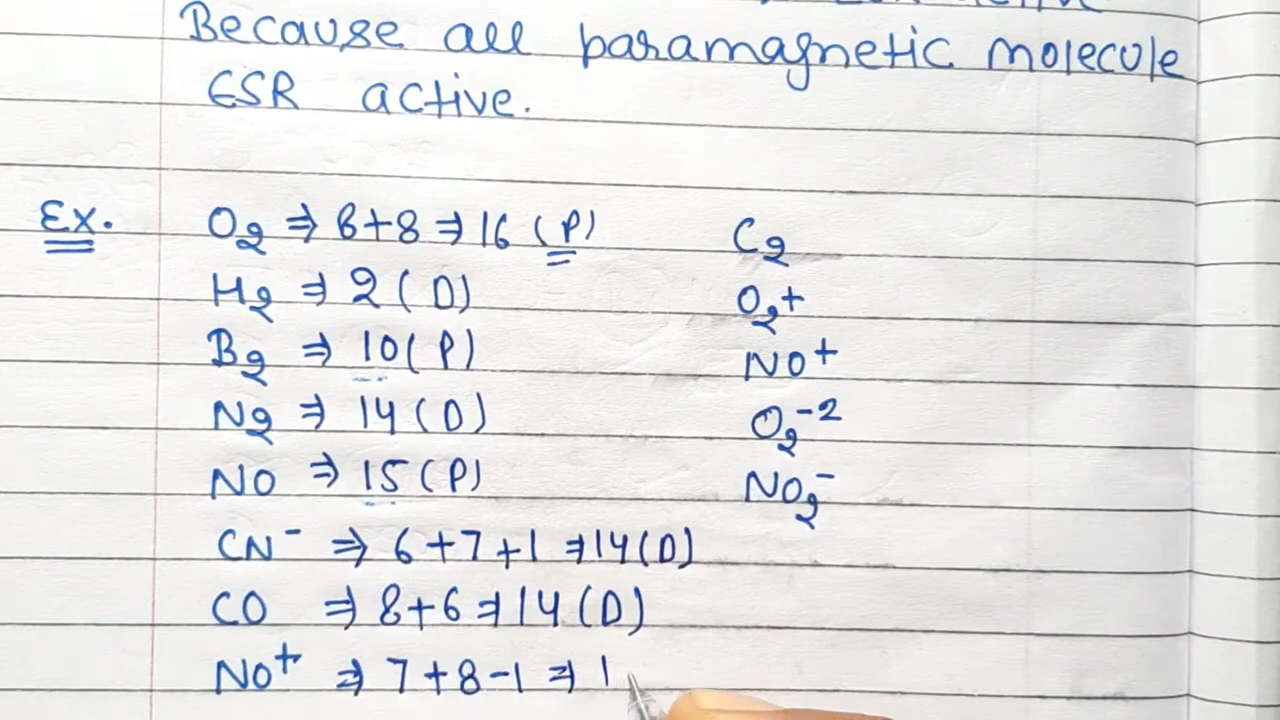 Because all paramagnetic molecule
ESR active.
Ex. O₂ ⇒ 8+8 ⇒ 16 (P)
H₂ ⇒ 2 (D)
B₂ ⇒ 10 (P)
N₂ ⇒ 14 (D)
NO ⇒ 15 (P)
CN⁻ ⇒ 6+7+1 ⇒ 14 (D)
CO ⇒ 8+6 ⇒ 14 (D)
NO⁺ ⇒ 7+8-1 ⇒ 1
C₂
O₂⁺
NO⁺
O₂⁻²
NO₂⁻